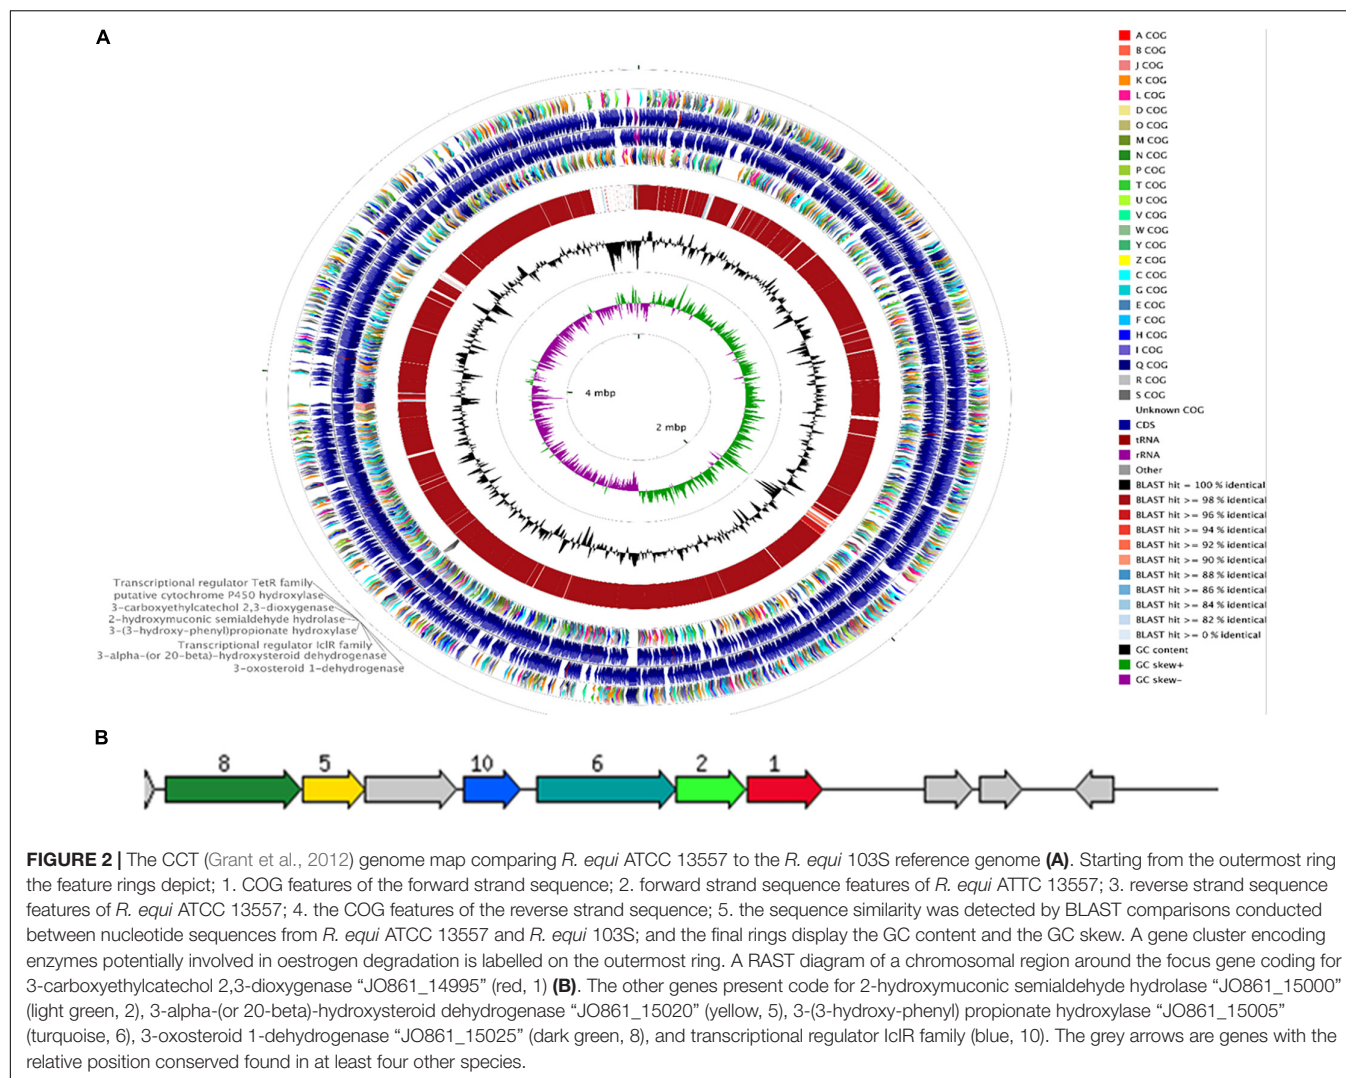 A
A COG
B COG
J COG
K COG
L COG
D COG
O COG
M COG
N COG
P COG
T COG
U COG
V COG
W COG
Y COG
Z COG
C COG
G COG
E COG
F COG
H COG
I COG
Q COG
R COG
S COG
Unknown COG
CDS
tRNA
rRNA
Other
BLAST hit = 100 % identical
BLAST hit >= 98 % identical
BLAST hit >= 96 % identical
BLAST hit >= 94 % identical
BLAST hit >= 92 % identical
BLAST hit >= 90 % identical
BLAST hit >= 88 % identical
BLAST hit >= 86 % identical
BLAST hit >= 84 % identical
BLAST hit >= 82 % identical
BLAST hit >= 0 % identical
GC content
GC skew+
GC skew-
4 mbp
2 mbp
Transcriptional regulator TetR family
putative cytochrome P450 hydroxylase
3-carboxyethylcatechol 2,3-dioxygenase
2-hydroxymuconic semialdehyde hydrolase
3-(3-hydroxy-phenyl)propionate hydroxylase
Transcriptional regulator IclR family
3-alpha-(or 20-beta)-hydroxysteroid dehydrogenase
3-oxosteroid 1-dehydrogenase
B
8 5 10 6 2 1
FIGURE 2 | The CCT (Grant et al., 2012) genome map comparing R. equi ATCC 13557 to the R. equi 103S reference genome (A). Starting from the outermost ring
the feature rings depict; 1. COG features of the forward strand sequence; 2. forward strand sequence features of R. equi ATTC 13557; 3. reverse strand sequence
features of R. equi ATCC 13557; 4. the COG features of the reverse strand sequence; 5. the sequence similarity was detected by BLAST comparisons conducted
between nucleotide sequences from R. equi ATCC 13557 and R. equi 103S; and the final rings display the GC content and the GC skew. A gene cluster encoding
enzymes potentially involved in oestrogen degradation is labelled on the outermost ring. A RAST diagram of a chromosomal region around the focus gene coding for
3-carboxyethylcatechol 2,3-dioxygenase “JO861_14995” (red, 1) (B). The other genes present code for 2-hydroxymuconic semialdehyde hydrolase “JO861_15000”
(light green, 2), 3-alpha-(or 20-beta)-hydroxysteroid dehydrogenase “JO861_15020” (yellow, 5), 3-(3-hydroxy-phenyl) propionate hydroxylase “JO861_15005”
(turquoise, 6), 3-oxosteroid 1-dehydrogenase “JO861_15025” (dark green, 8), and transcriptional regulator IclR family (blue, 10). The grey arrows are genes with the
relative position conserved found in at least four other species.